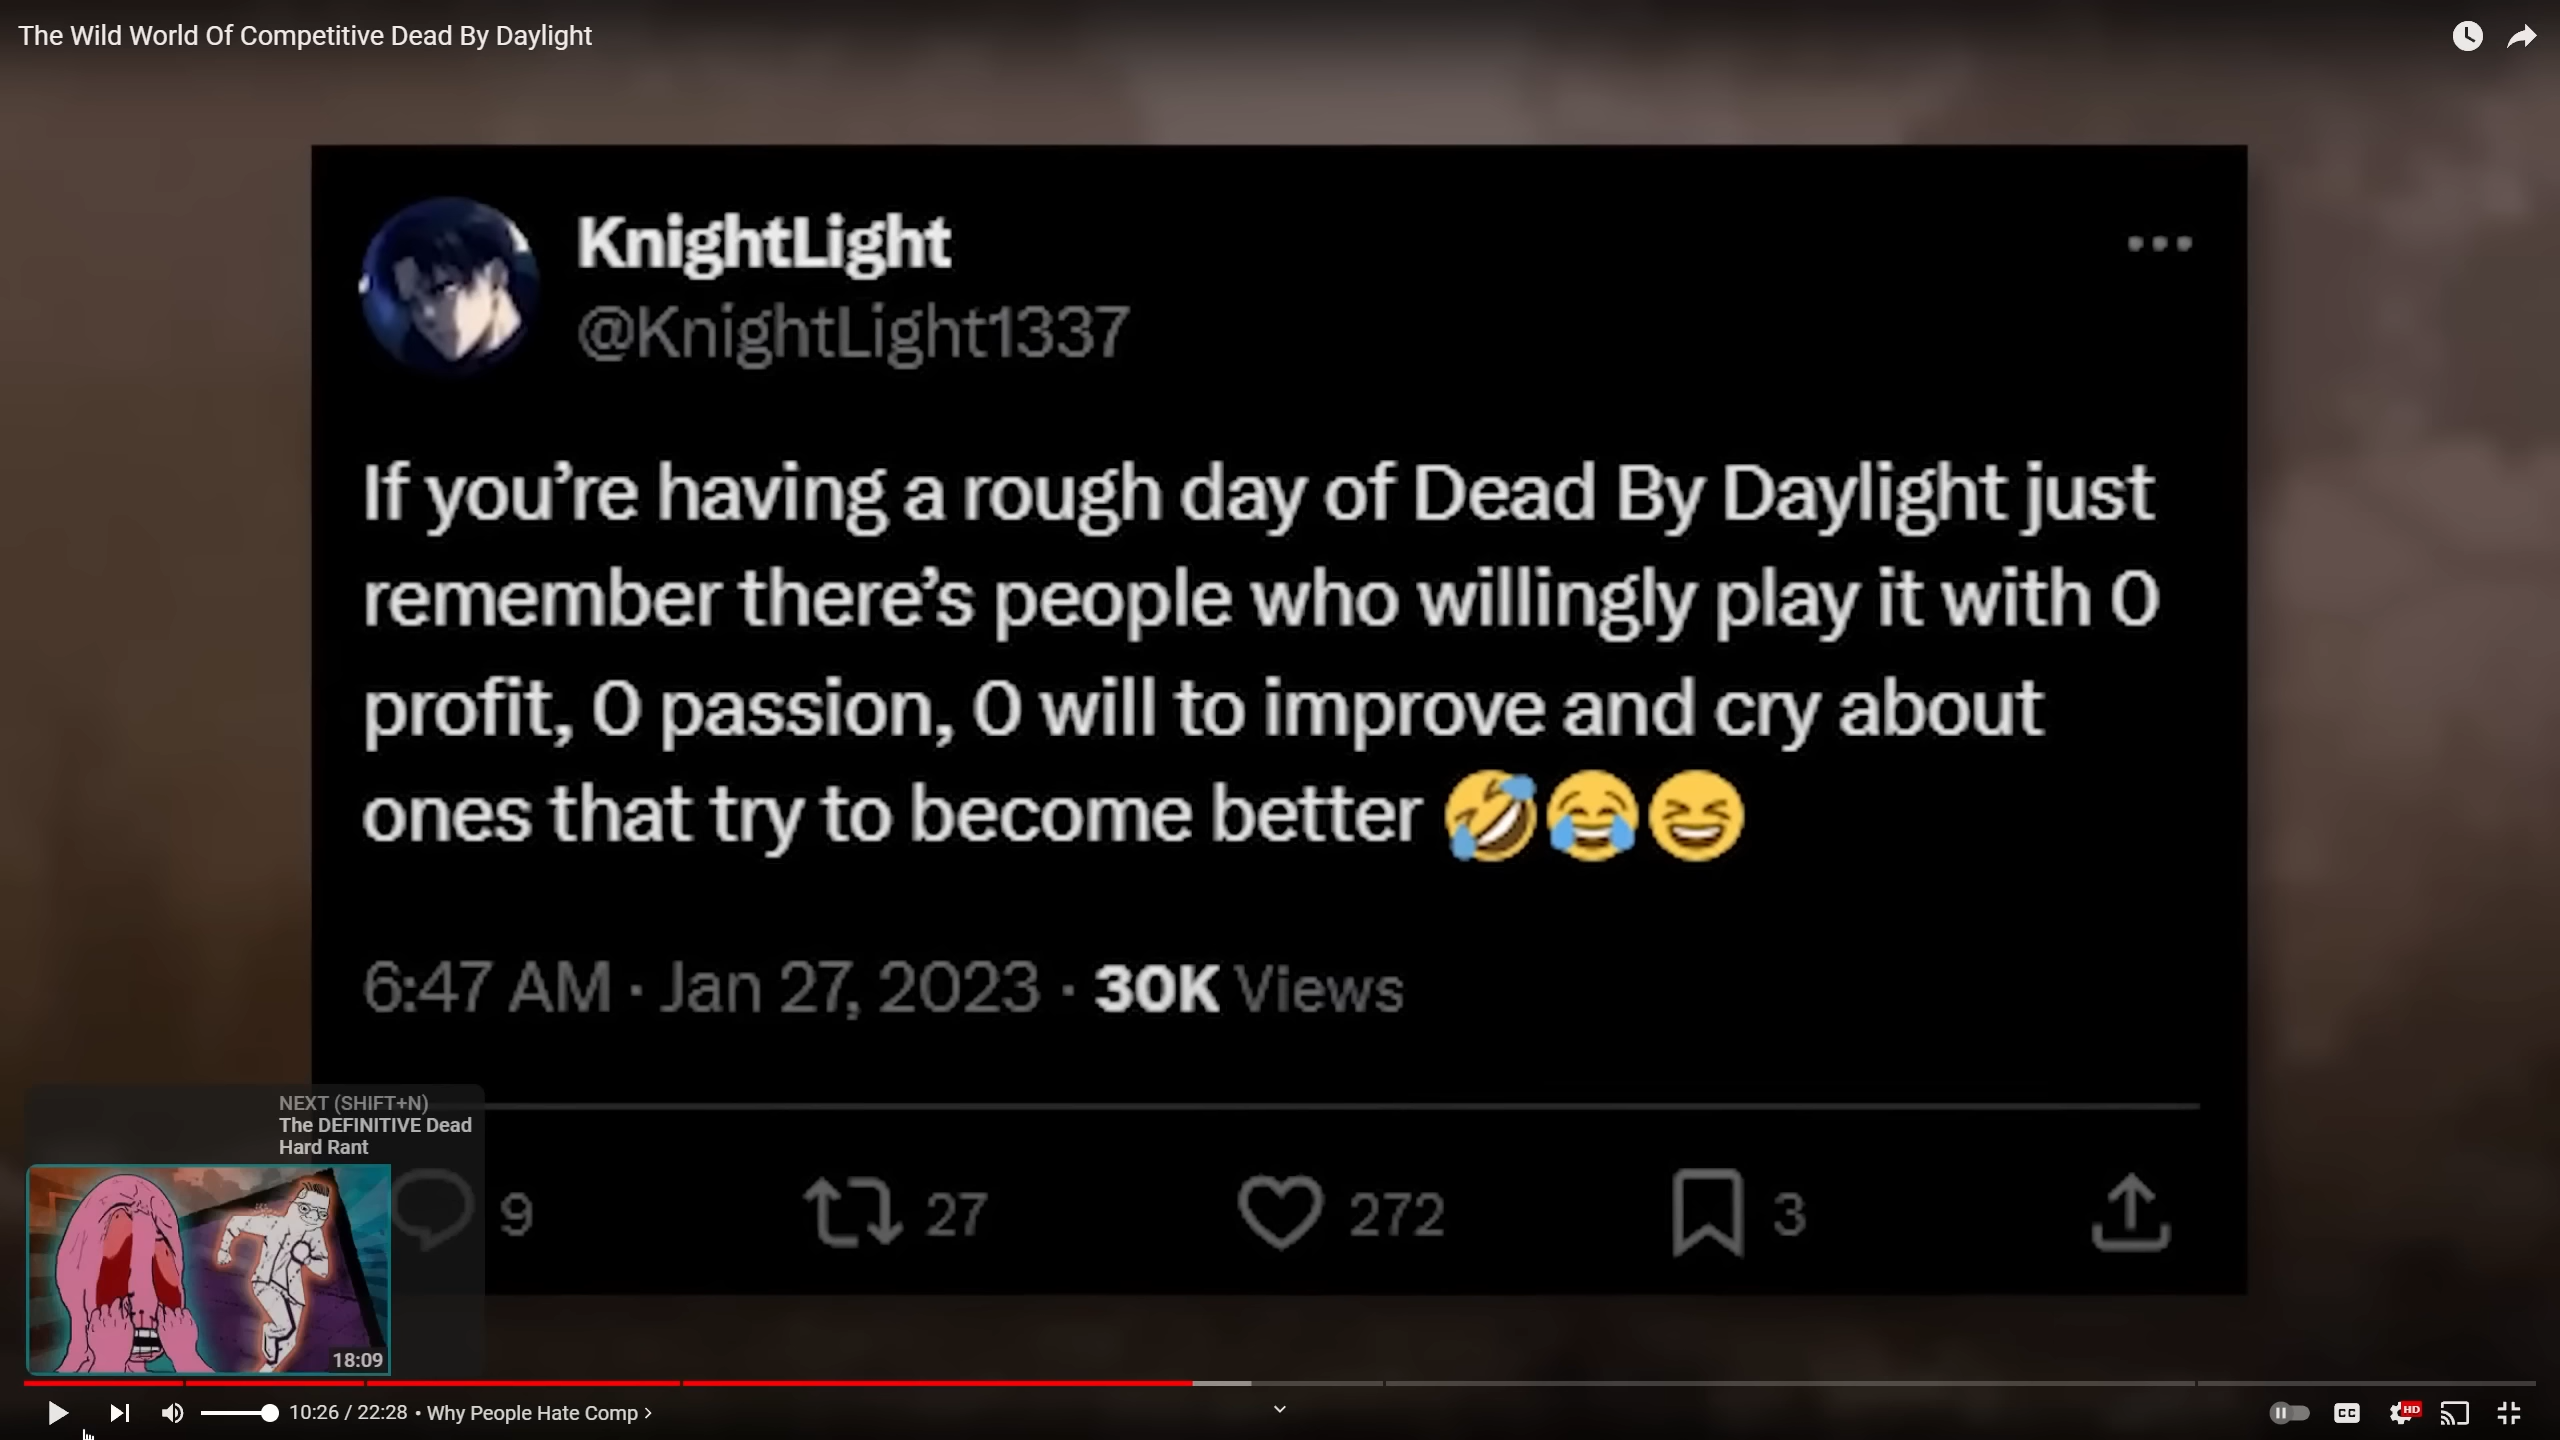 The Wild World Of Competitive Dead By Daylight
KnightLight
@KnightLight1337
If you’re having a rough day of Dead By Daylight just
remember there’s people who willingly play it with 0
profit, 0 passion, 0 will to improve and cry about
ones that try to become better 🤣😂😆
6:47 AM · Jan 27, 2023 · 30K Views
NEXT (SHIFT+N)
The DEFINITIVE Dead
Hard Rant
9 27 272 3
18:09
10:26 / 22:28 • Why People Hate Comp ›
CC HD